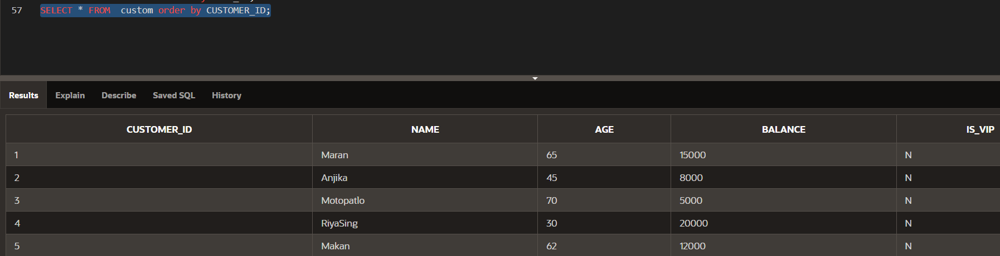 57 SELECT * FROM  custom order by CUSTOMER_ID;
Results Explain Describe Saved SQL History
CUSTOMER_ID NAME AGE BALANCE IS_VIP
1 Maran 65 15000 N
2 Anjika 45 8000 N
3 Motopatlo 70 5000 N
4 RiyaSing 30 20000 N
5 Makan 62 12000 N